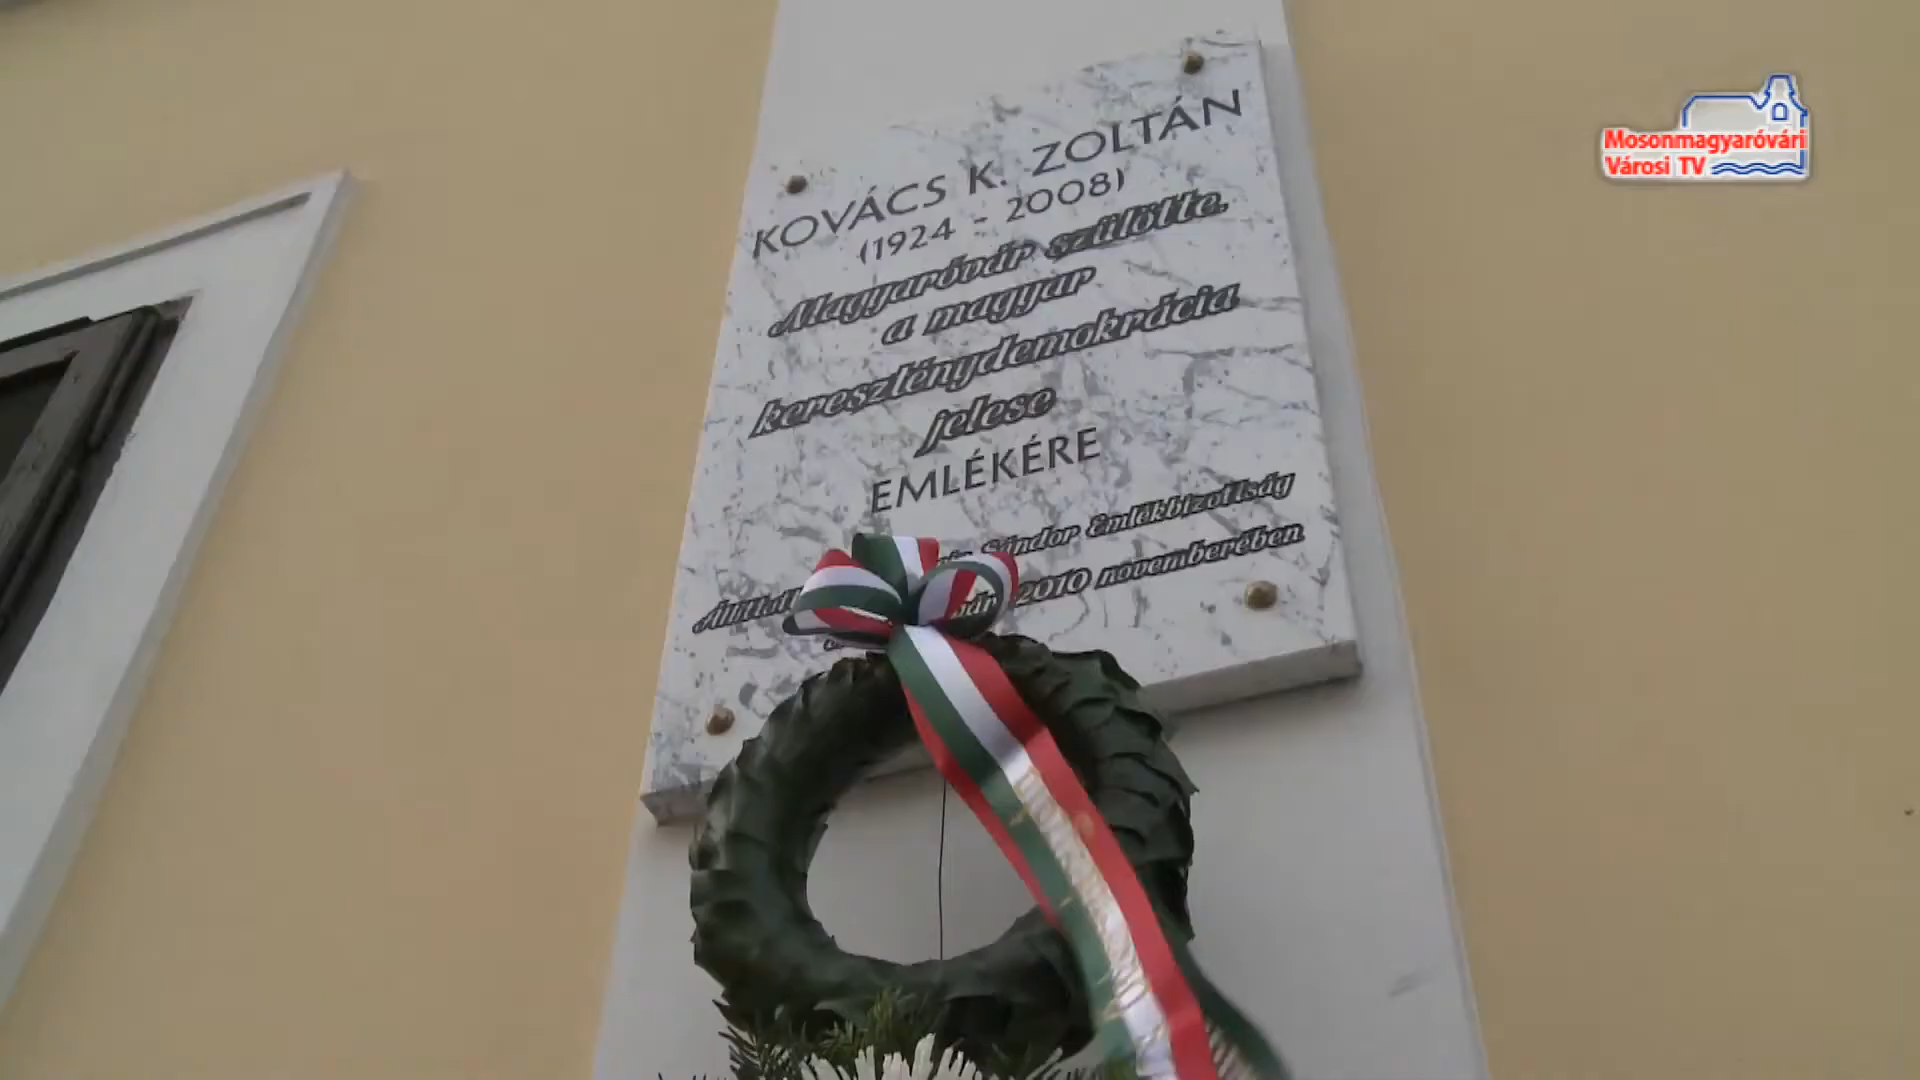 KOVÁCS K. ZOLTÁN
(1924 - 2008)
Magyaróvár szülötte,
a magyar
kereszténydemokrácia
jelese
EMLÉKÉRE
Sándor Emlékbizottság
2010 novemberében
Mosonmagyaróvári
Városi TV